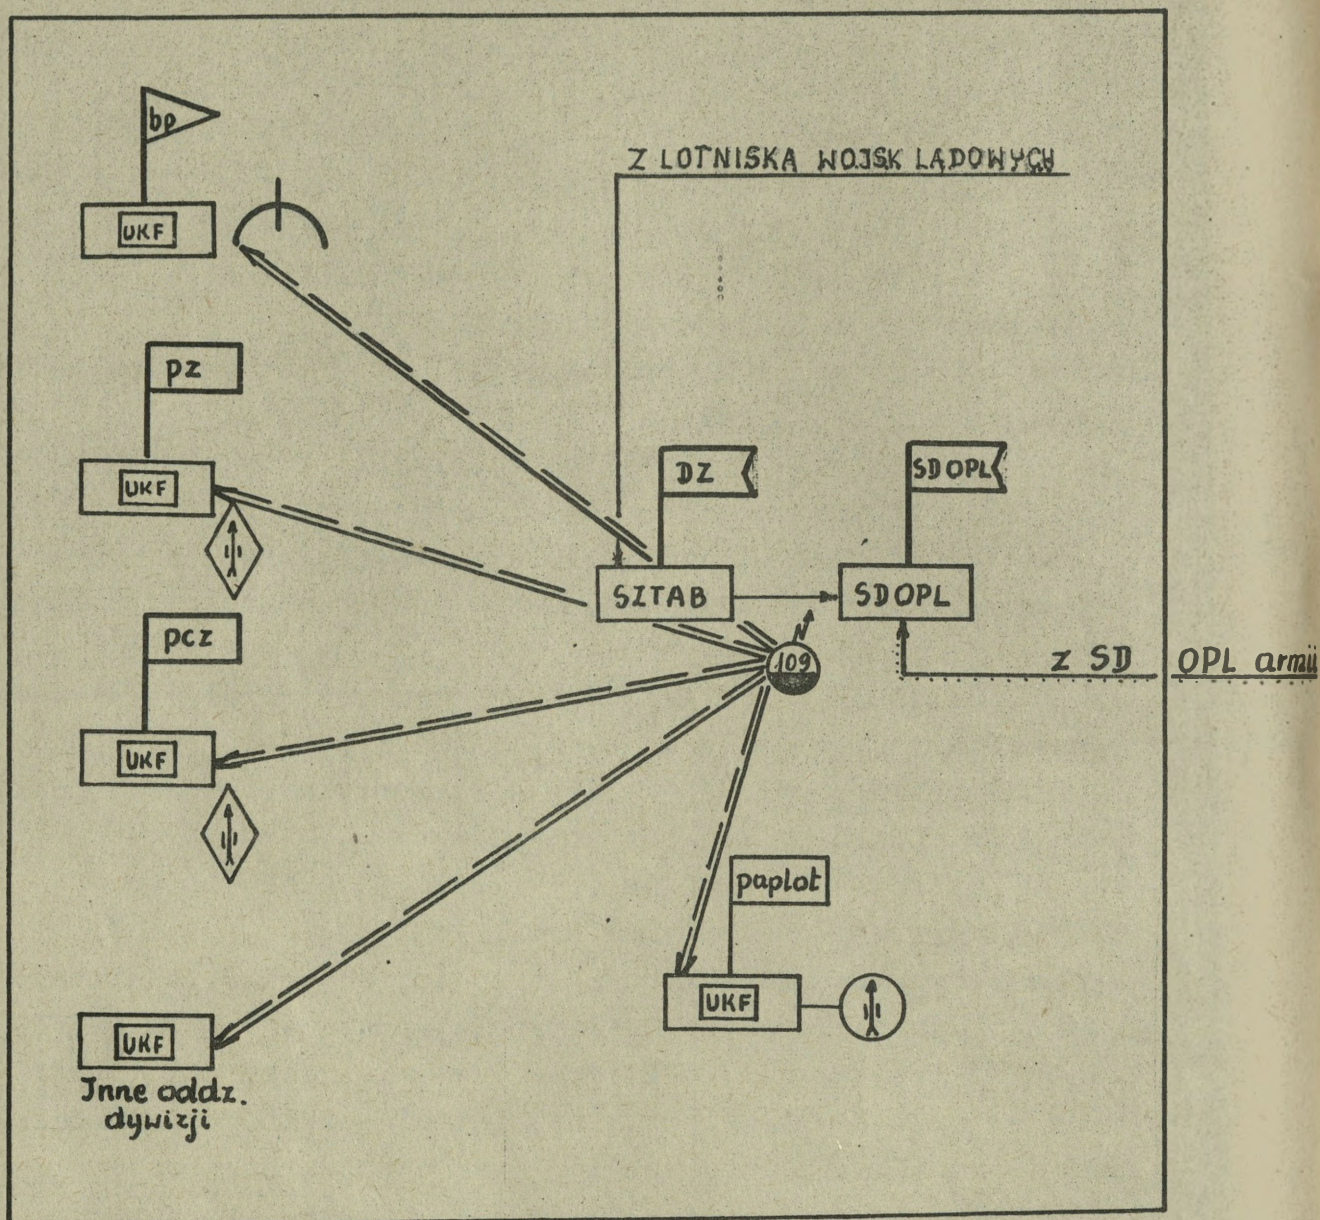 bp
UKF
Z LOTNISKA WOJSK LĄDOWYCH
pz
UKF
DZ
SDOPL
SZTAB
SDOPL
N
109
Z SD OPL armii
pcz
UKF
paplot
UKF
UKF
Inne oddz.
dywizji